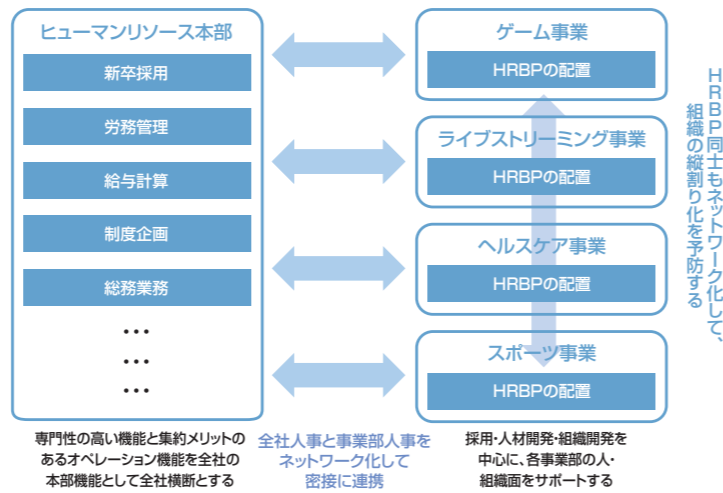 ヒューマンリソース本部
新卒採用
労務管理
給与計算
制度企画
総務業務
…
…
…
専門性の高い機能と集約メリットの
あるオペレーション機能を全社の
本部機能として全社横断とする
全社人事と事業部人事を
ネットワーク化して
密接に連携
ゲーム事業
HRBPの配置
ライブストリーミング事業
HRBPの配置
ヘルスケア事業
HRBPの配置
スポーツ事業
HRBPの配置
採用・人材開発・組織開発を
中心に、各事業部の人・
組織面をサポートする
HRBP同士もネットワーク化して、
組織の縦割り化を予防する